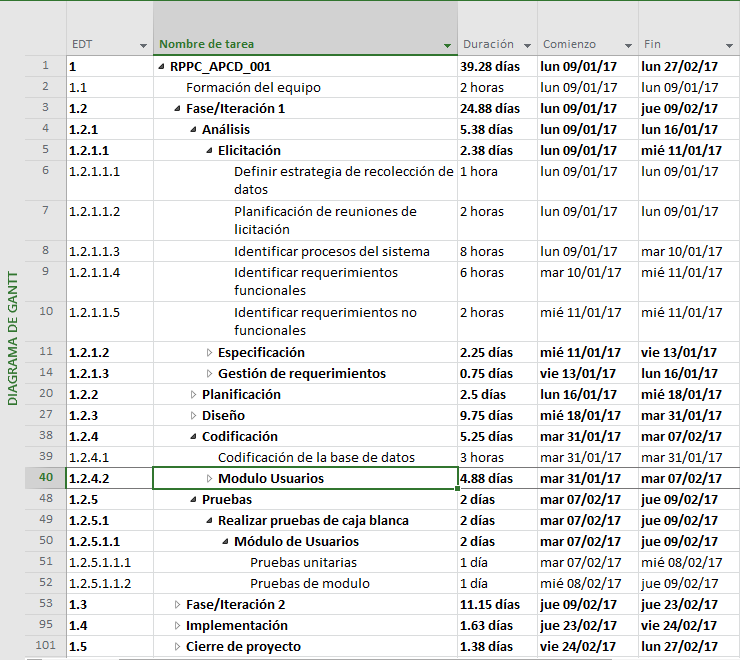 EDT Nombre de tarea Duración Comienzo Fin
1 1 RPPC_APCD_001 39.28 días lun 09/01/17 lun 27/02/17
2 1.1 Formación del equipo 2 horas lun 09/01/17 lun 09/01/17
3 1.2 Fase/Iteración 1 24.88 días lun 09/01/17 jue 09/02/17
4 1.2.1 Análisis 5.38 días lun 09/01/17 lun 16/01/17
5 1.2.1.1 Elicitación 2.38 días lun 09/01/17 mié 11/01/17
6 1.2.1.1.1 Definir estrategia de recolección de 1 hora lun 09/01/17 lun 09/01/17
datos
7 1.2.1.1.2 Planificación de reuniones de 2 horas lun 09/01/17 lun 09/01/17
licitación
8 1.2.1.1.3 Identificar procesos del sistema 8 horas lun 09/01/17 mar 10/01/17
9 1.2.1.1.4 Identificar requerimientos 6 horas mar 10/01/17 mié 11/01/17
funcionales
10 1.2.1.1.5 Identificar requerimientos no 2 horas mié 11/01/17 mié 11/01/17
funcionales
11 1.2.1.2 Especificación 2.25 días mié 11/01/17 vie 13/01/17
14 1.2.1.3 Gestión de requerimientos 0.75 días vie 13/01/17 lun 16/01/17
20 1.2.2 Planificación 2.5 días lun 16/01/17 mié 18/01/17
27 1.2.3 Diseño 9.75 días mié 18/01/17 mar 31/01/17
38 1.2.4 Codificación 5.25 días mar 31/01/17 mar 07/02/17
39 1.2.4.1 Codificación de la base de datos 3 horas mar 31/01/17 mar 31/01/17
40 1.2.4.2 Modulo Usuarios 4.88 días mar 31/01/17 mar 07/02/17
48 1.2.5 Pruebas 2 días mar 07/02/17 jue 09/02/17
49 1.2.5.1 Realizar pruebas de caja blanca 2 días mar 07/02/17 jue 09/02/17
50 1.2.5.1.1 Módulo de Usuarios 2 días mar 07/02/17 jue 09/02/17
51 1.2.5.1.1.1 Pruebas unitarias 1 día mar 07/02/17 mié 08/02/17
52 1.2.5.1.1.2 Pruebas de modulo 1 día mié 08/02/17 jue 09/02/17
53 1.3 Fase/Iteración 2 11.15 días jue 09/02/17 jue 23/02/17
95 1.4 Implementación 1.63 días jue 23/02/17 vie 24/02/17
101 1.5 Cierre de proyecto 1.38 días vie 24/02/17 lun 27/02/17
DIAGRAMA DE GANTT